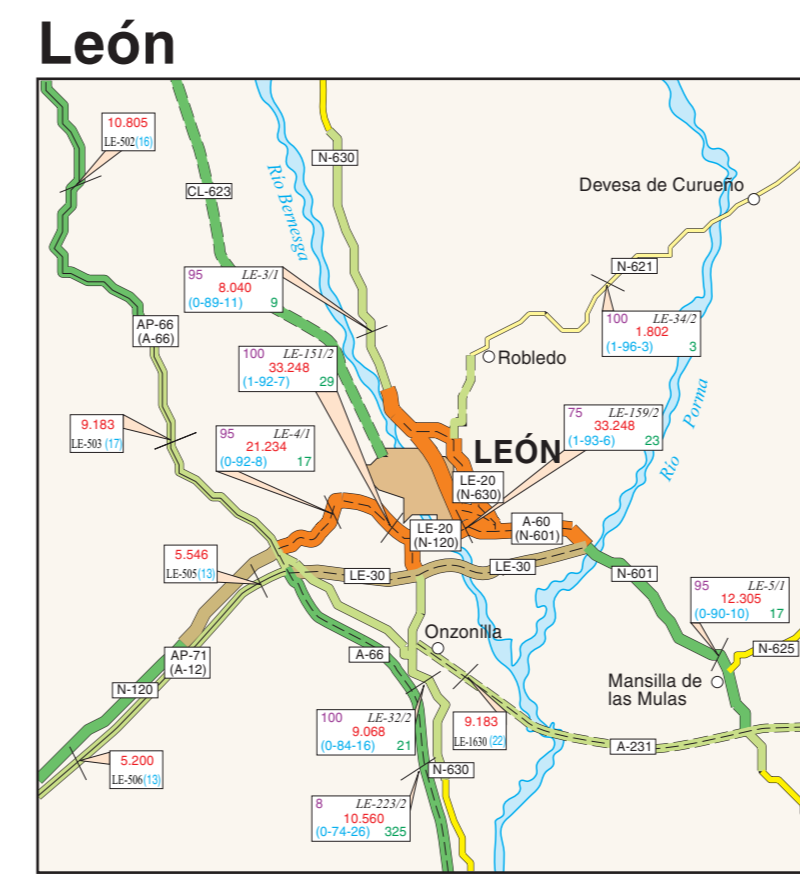 León
10.805
LE-502(16)
N-630
Devesa de Curueño
CL-623
Río Bernesga
N-621
95 LE-3/1
8.040
(0-89-11) 9
100 LE-34/2
1.802
(1-96-3) 3
AP-66
(A-66)
100 LE-151/2
33.248
(1-92-7) 29
Robledo
Río Porma
75 LE-159/2
33.248
(1-93-6) 23
9.183
LE-503 (17)
95 LE-4/1
21.234
(0-92-8) 17
LEÓN
LE-20
(N-630)
LE-20
(N-120)
A-60
(N-601)
5.546
LE-505(13)
LE-30
LE-30
N-601
95 LE-5/1
12.305
(0-90-10) 17
Onzonilla
N-625
AP-71
(A-12)
A-66
Mansilla de
las Mulas
N-120
100 LE-32/2
9.068
(0-84-16) 21
9.183
LE-1630 (22)
A-231
5.200
LE-506(13)
N-630
8 LE-223/2
10.560
(0-74-26) 325